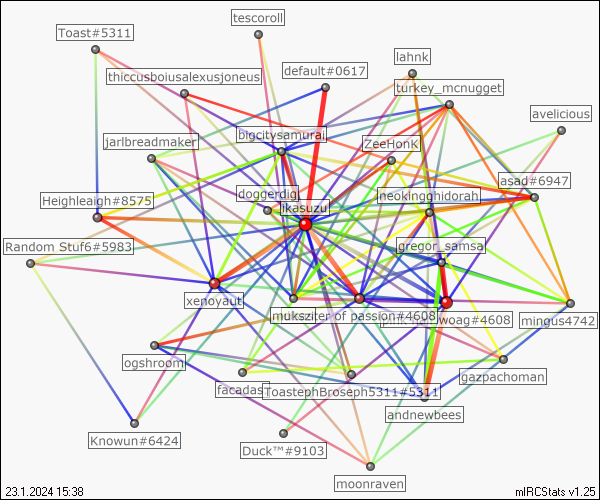 tescoroll
Toast#5311
lahnk
default#0617
thiccusboiusalexusjoneus
turkey_mcnugget
avelicious
bigcitysamurai
jarlbreadmaker
ZeeHonK
asad#6947
doggerdig
neokingghidorah
Heighleaigh#8575
likasuzu
Random Stuf6#5983
gregor_samsa
xenoyaut
of passion#4608
woag#4608
mingus4742
ogshroom
gazpachoman
facadas
ToastephBroseph5311#5311
andnewbees
Knowun#6424
Duck™#9103
moonraven
23.1.2024 15:38
mIRCStats v1.25